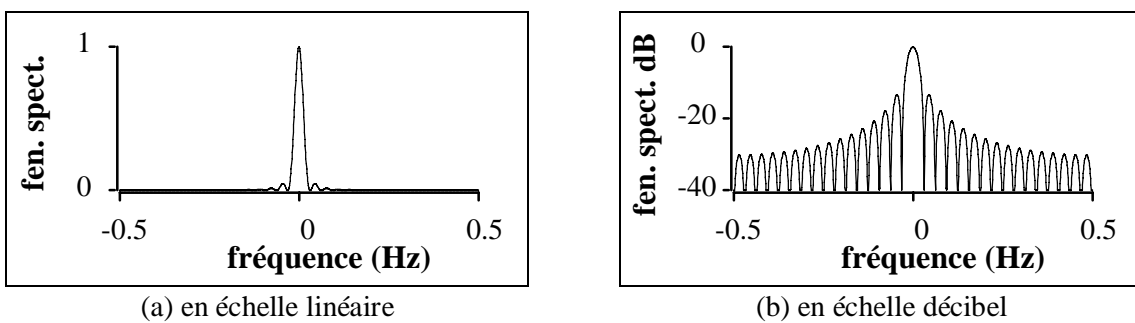 fen. spect.
1
0
-0.5
0
0.5
fréquence (Hz)
(a) en échelle linéaire
fen. spect. dB
0
-20
-40
-0.5
0
0.5
fréquence (Hz)
(b) en échelle décibel